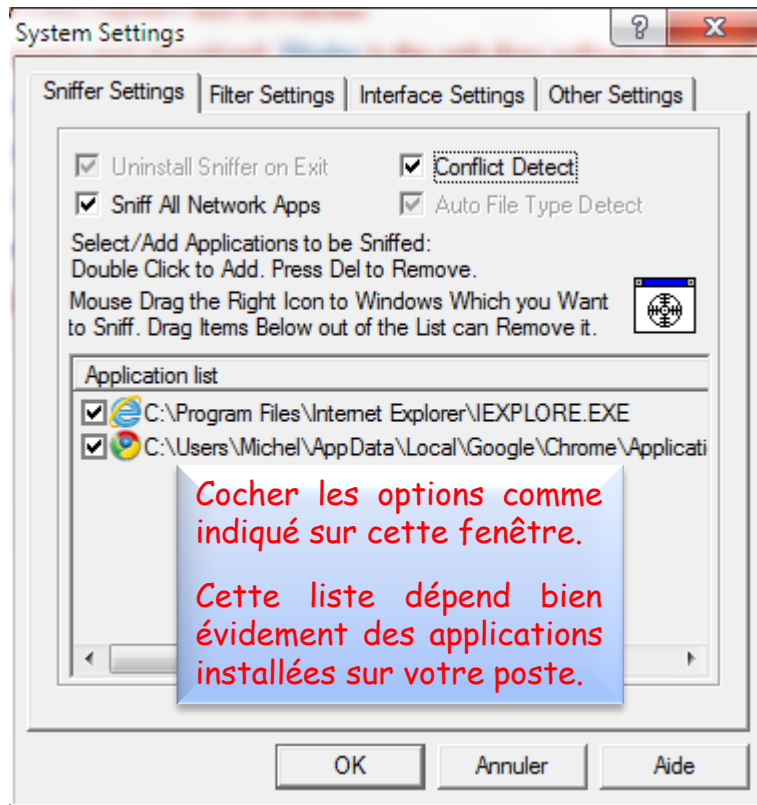 System Settings
Sniffer Settings Filter Settings Interface Settings Other Settings
Uninstall Sniffer on Exit Conflict Detect
Sniff All Network Apps Auto File Type Detect
Select/Add Applications to be Sniffed:
Double Click to Add. Press Del to Remove.
Mouse Drag the Right Icon to Windows Which you Want
to Sniff. Drag Items Below out of the List can Remove it.
Application list
C:\Program Files\Internet Explorer\IEXPLORE.EXE
C:\Users\Michel\AppData\Local\Google\Chrome\Applicati
Cocher les options comme
indiqué sur cette fenêtre.
Cette liste dépend bien
évidement des applications
installées sur votre poste.
OK Annuler Aide